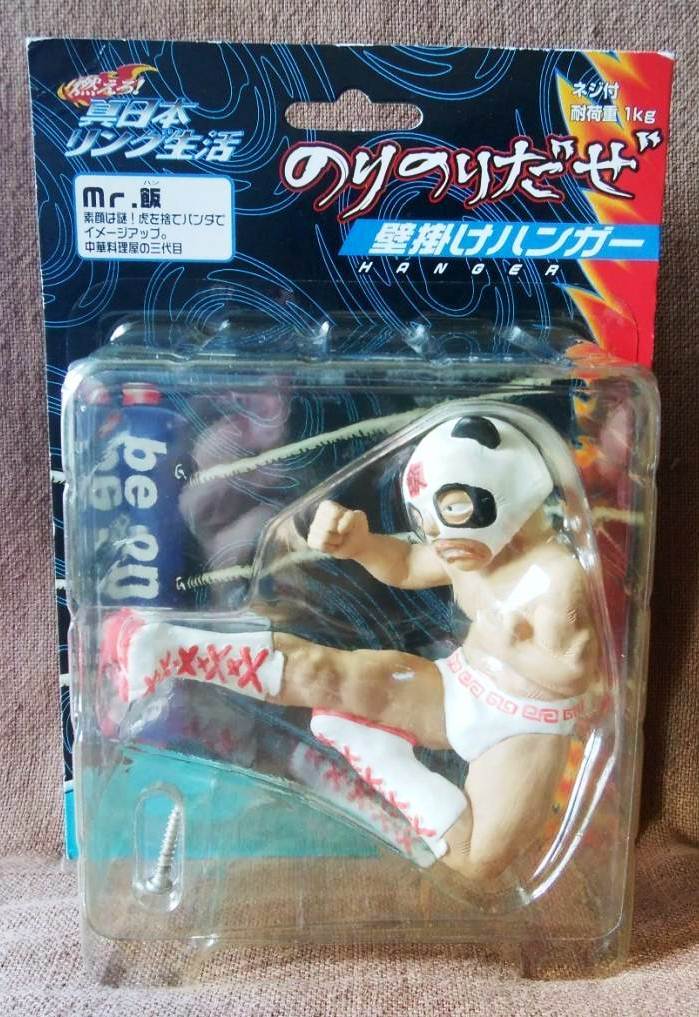 燃えろ!
真日本
リング生活
ネジ付
耐荷重 1kg
のりのりだぜ
壁掛けハンガー
HANGER
ハン
Mr.飯
素顔は謎!虎を捨てパンダで
イメージアップ。
中華料理屋の三代目
飯